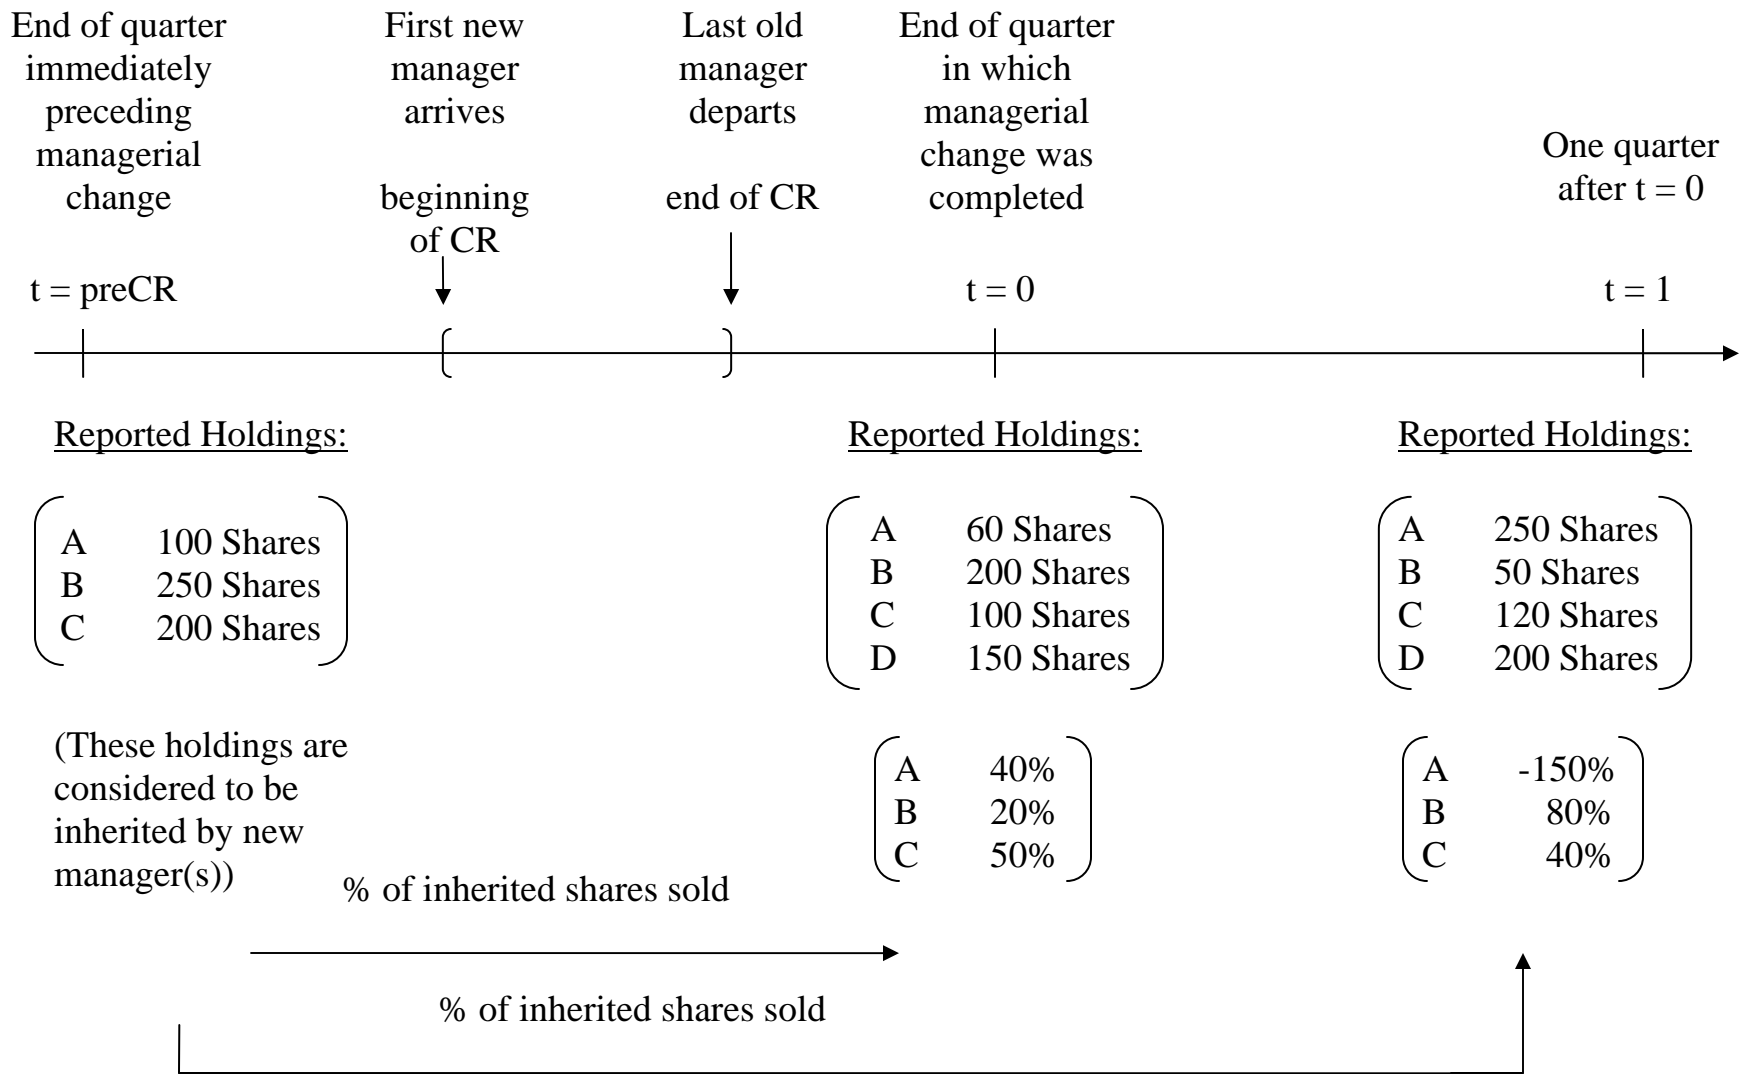 End of quarter
immediately
preceding
managerial
change
First new
manager
arrives
beginning
of CR
Last old
manager
departs
end of CR
End of quarter
in which
managerial
change was
completed
One quarter
after t = 0
t = preCR
t = 0
t = 1
Reported Holdings:
A 100 Shares
B 250 Shares
C 200 Shares
(These holdings are
considered to be
inherited by new
manager(s))
Reported Holdings:
A 60 Shares
B 200 Shares
C 100 Shares
D 150 Shares
A 40%
B 20%
C 50%
Reported Holdings:
A 250 Shares
B 50 Shares
C 120 Shares
D 200 Shares
A -150%
B 80%
C 40%
% of inherited shares sold
% of inherited shares sold